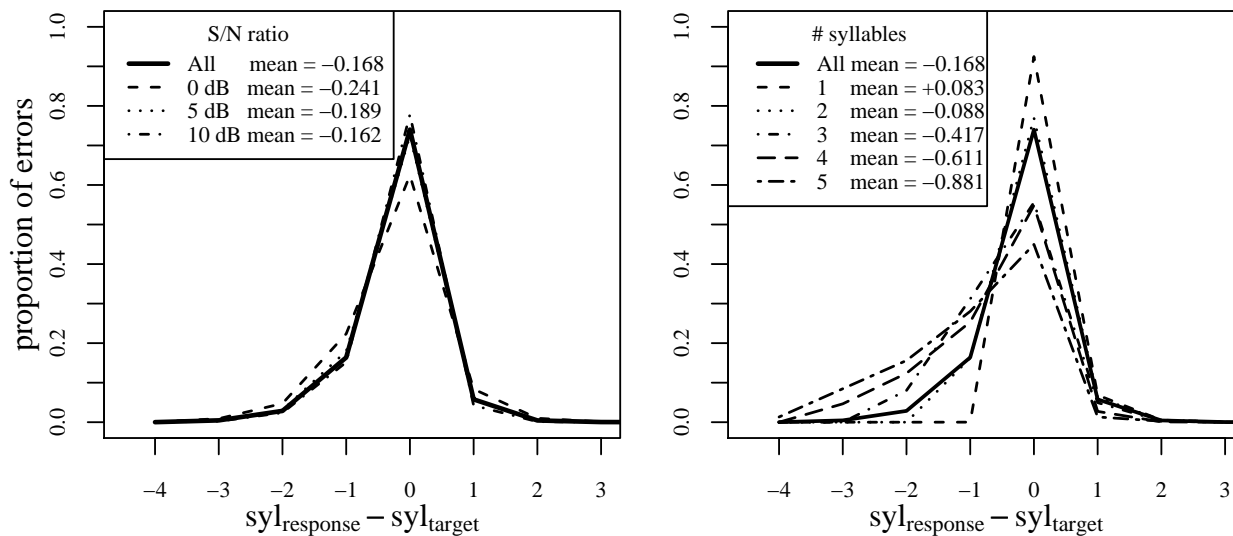 S/N ratio
All mean = −0.168
0 dB mean = −0.241
5 dB mean = −0.189
10 dB mean = −0.162
proportion of errors
1.0
0.8
0.6
0.4
0.2
0.0
−4 −3 −2 −1 0 1 2 3
syl_response − syl_target
# syllables
All mean = −0.168
1 mean = +0.083
2 mean = −0.088
3 mean = −0.417
4 mean = −0.611
5 mean = −0.881
1.0
0.8
0.6
0.4
0.2
0.0
−4 −3 −2 −1 0 1 2 3
syl_response − syl_target